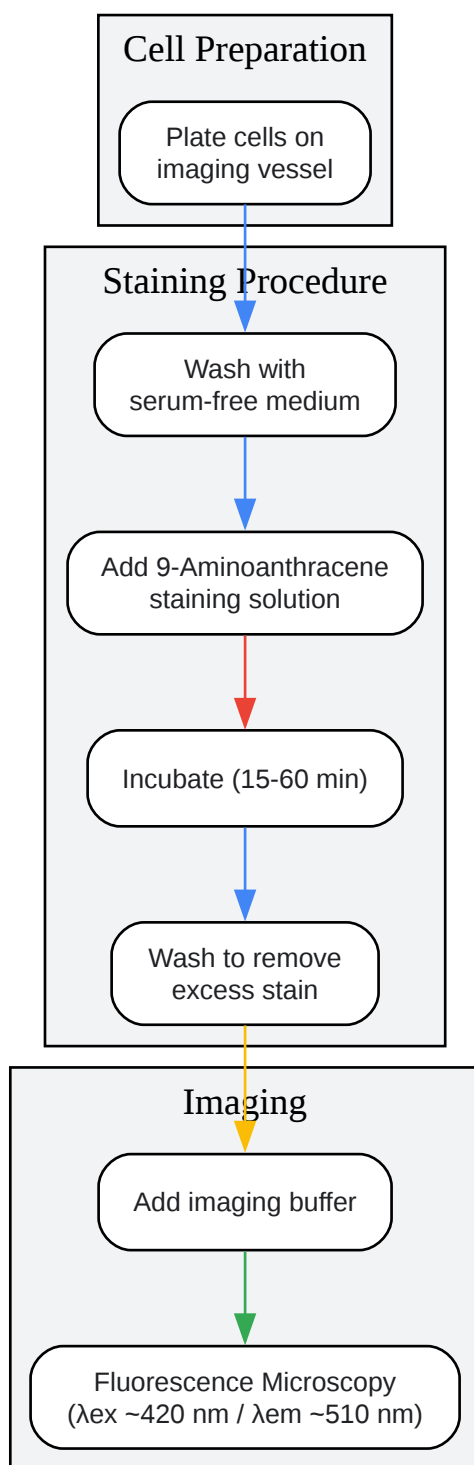 Cell Preparation
Plate cells on
imaging vessel
Staining Procedure
Wash with
serum-free medium
Add 9-Aminoanthracene
staining solution
Incubate (15-60 min)
Wash to remove
excess stain
Imaging
Add imaging buffer
Fluorescence Microscopy
(λex ~420 nm / λem ~510 nm)